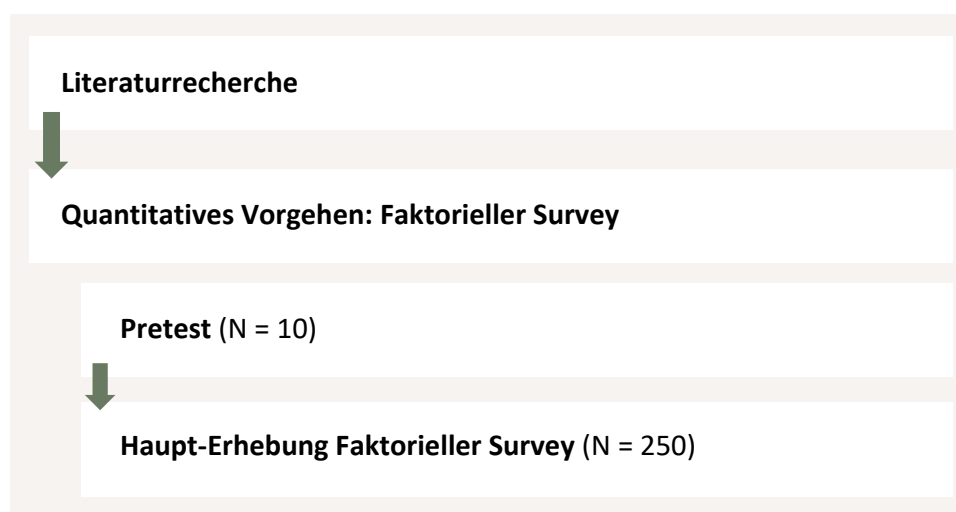 Literaturrecherche
Quantitatives Vorgehen: Faktorieller Survey
Pretest (N = 10)
Haupt-Erhebung Faktorieller Survey (N = 250)